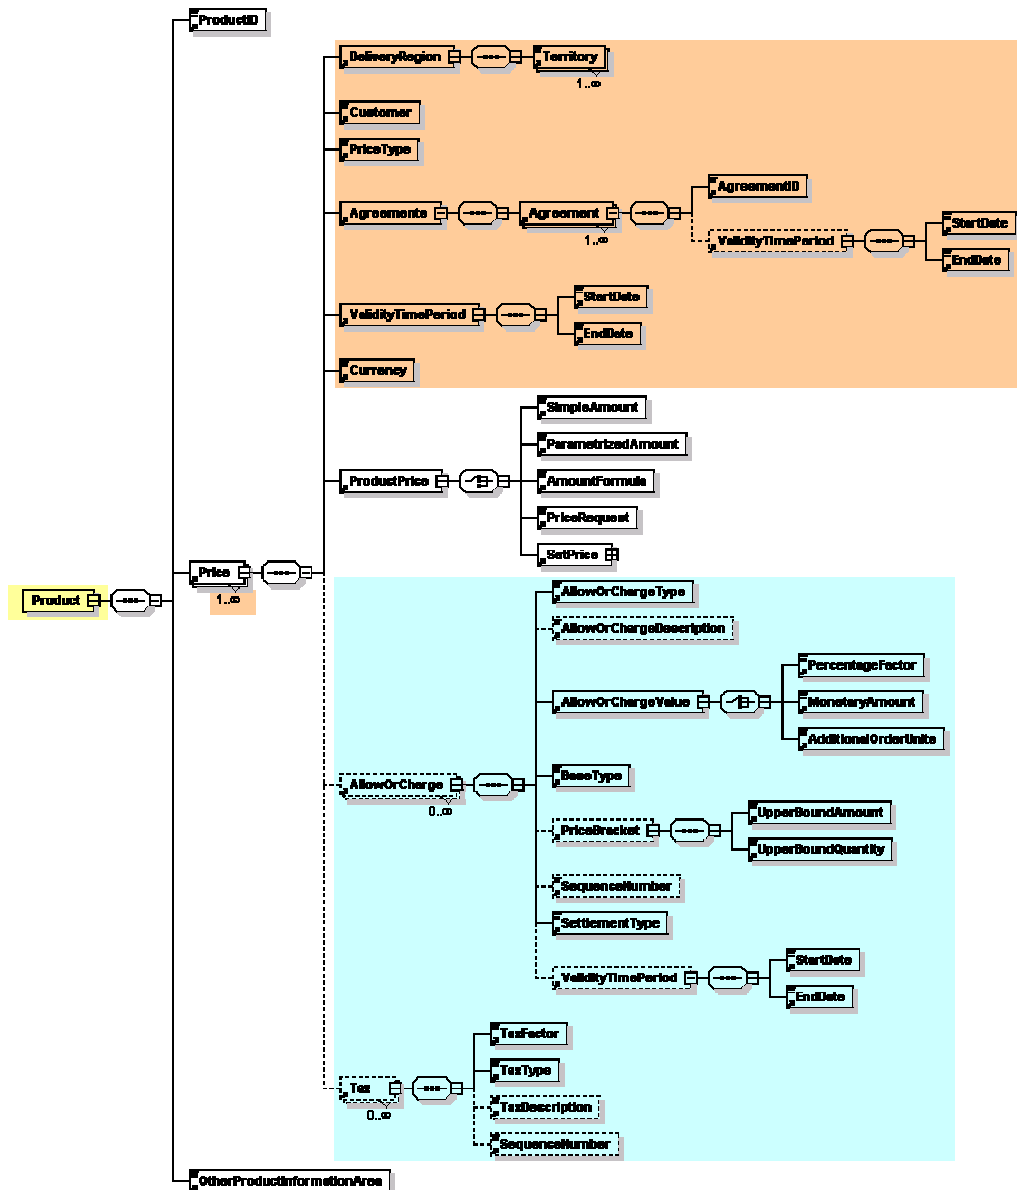 ProductID
DeliveryRegion
Territory
1..∞
Customer
PriceType
AgreementID
Agreements
Agreement
1..∞
StartDate
ValidityTimePeriod
EndDate
StartDate
ValidityTimePeriod
EndDate
Currency
SimpleAmount
ParametrizedAmount
ProductPrice
AmountFormula
PriceRequest
SetPrice
Price
1..∞
Product
AllowOrChargeType
AllowOrChargeDescription
PercentageFactor
AllowOrChargeValue
MonetaryAmount
AdditionalOrderUnits
BaseType
AllowOrCharge
0..∞
UpperBoundAmount
PriceBracket
UpperBoundQuantity
SequenceNumber
SettlementType
StartDate
ValidityTimePeriod
EndDate
TaxFactor
TaxType
Tax
0..∞
TaxDescription
SequenceNumber
OtherProductInformationArea